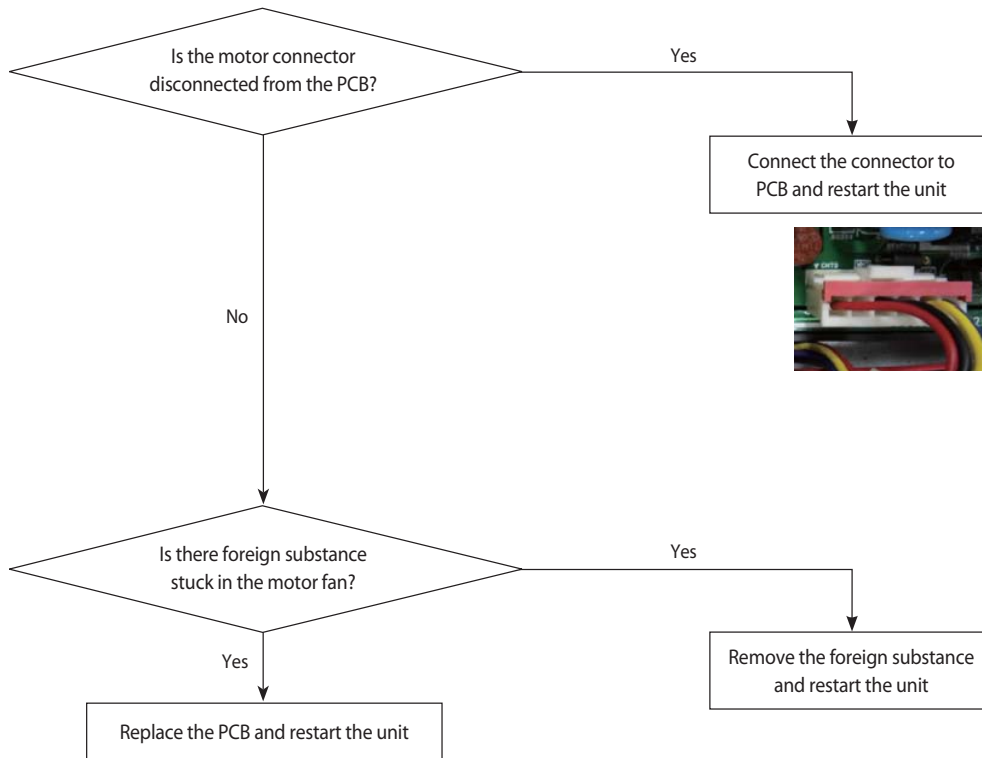 Is the motor connector
disconnected from the PCB?
Yes
Connect the connector to
PCB and restart the unit
No
Is there foreign substance
stuck in the motor fan?
Yes
Remove the foreign substance
and restart the unit
Yes
Replace the PCB and restart the unit